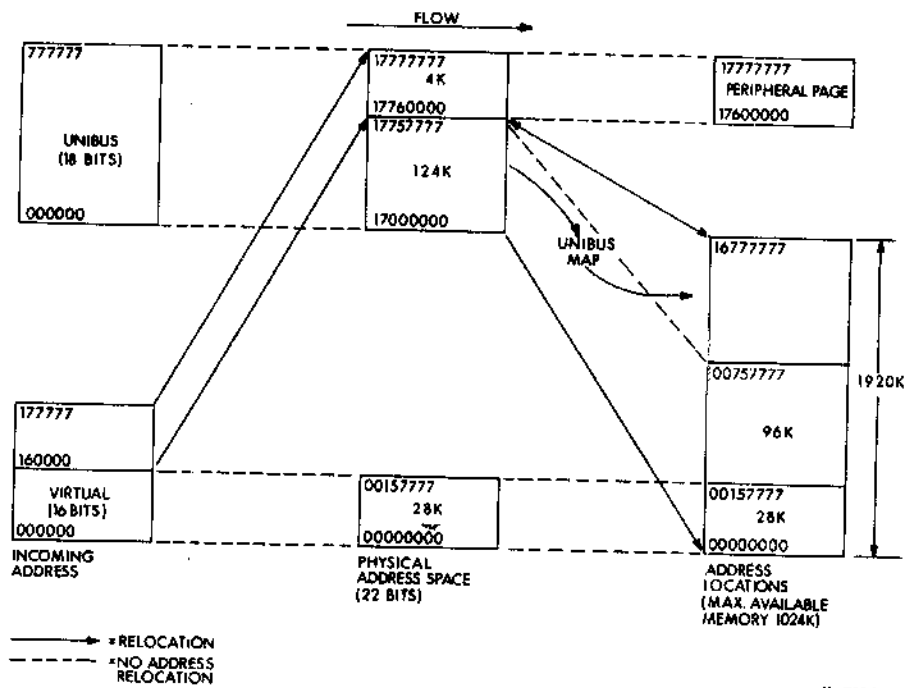 FLOW
777777
UNIBUS
(18 BITS)
000000
17777777
4K
17760000
17757777
124K
17000000
17777777
PERIPHERAL PAGE
17600000
UNIBUS
MAP
16777777
00757777
96K
1920K
00157777
28K
00000000
177777
160000
VIRTUAL
(16 BITS)
000000
00157777
28K
00000000
INCOMING
ADDRESS
PHYSICAL
ADDRESS SPACE
(22 BITS)
ADDRESS
LOCATIONS
(MAX. AVAILABLE
MEMORY 1024K)
=RELOCATION
=NO ADDRESS
RELOCATION